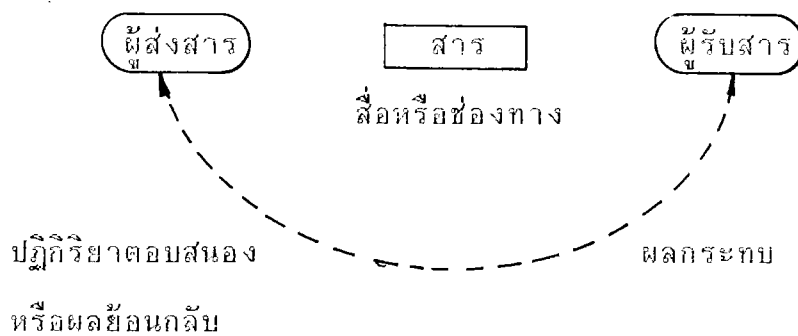 ผู้ส่งสาร สาร ผู้รับสาร
สื่อหรือช่องทาง
ปฏิกิริยาตอบสนอง ผลกระทบ
หรือผลย้อนกลับ